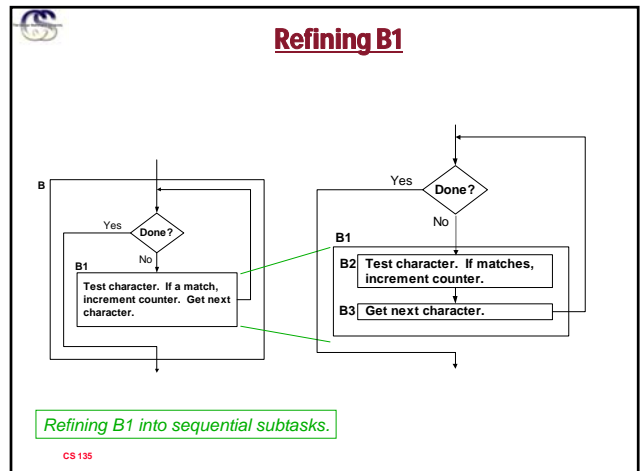 Refining B1
B
Yes
Done?
No
B1
Test character. If a match,
increment counter. Get next
character.
Yes
Done?
No
B1
B2
Test character. If matches,
increment counter.
B3
Get next character.
Refining B1 into sequential subtasks.
CS 135